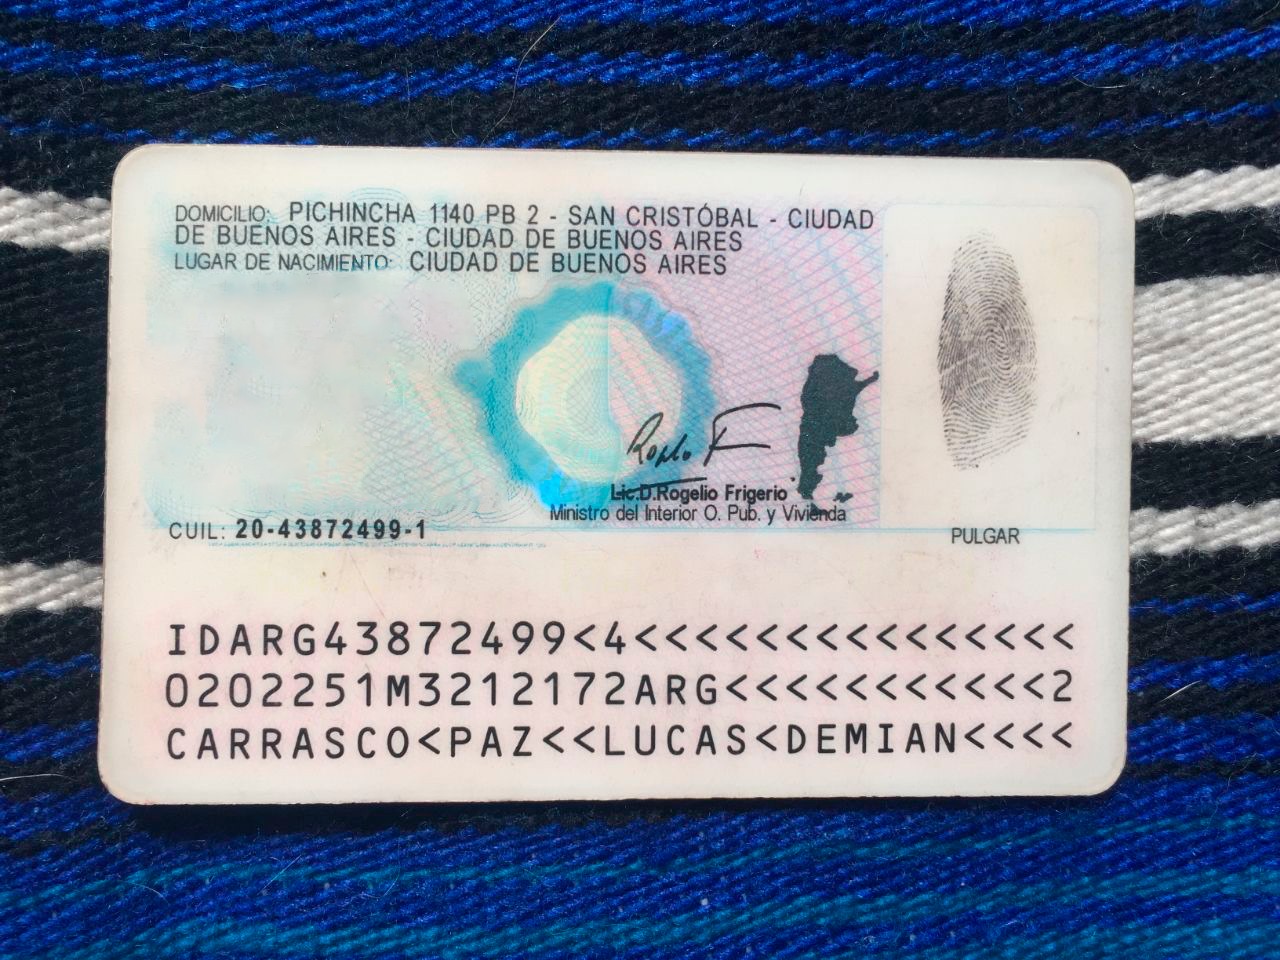 DOMICILIO: PICHINCHA 1140 PB 2 - SAN CRISTÓBAL - CIUDAD
DE BUENOS AIRES - CIUDAD DE BUENOS AIRES
LUGAR DE NACIMIENTO: CIUDAD DE BUENOS AIRES
Lic.D.Rogelio Frigerio
Ministro del Interior O. Pub. y Vivienda
CUIL: 20-43872499-1
PULGAR
IDARG43872499<4<<<<<<<<<<<<<<<
0202251M3212172ARG<<<<<<<<<<<2
CARRASCO<PAZ<<LUCAS<DEMIAN<<<<